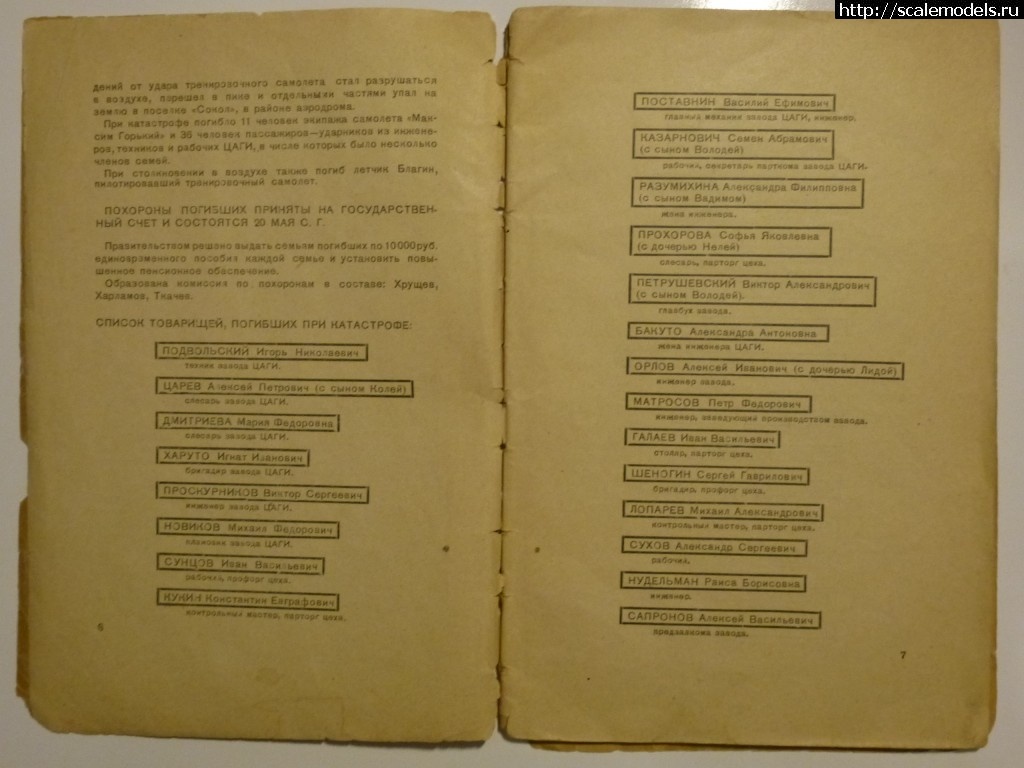 http://scalemodels.ru
дений от удара тренировочного самолета стал разрушаться
в воздухе, перешел в пике и отдельными частями упал на
землю в поселке «Сокол», в районе аэродрома.
При катастрофе погибло 11 человек экипажа самолета «Мак-
сим Горький» и 36 человек пассажиров—ударников из инжене-
ров, техников и рабочих ЦАГИ, в числе которых было несколько
членов семей.
При столкновении в воздухе также погиб летчик Благин,
пилотировавший тренировочный самолет.
ПОХОРОНЫ ПОГИБШИХ ПРИНЯТЫ НА ГОСУДАРСТВЕН-
НЫЙ СЧЕТ И СОСТОЯТСЯ 20 МАЯ С. Г.
Правительством решено выдать семьям погибших по 10000 руб.
единовременного пособия каждой семье и установить повы-
шенное пенсионное обеспечение.
Образована комиссия по похоронам в составе: Хрущев,
Харламов, Ткачев.
СПИСОК ТОВАРИЩЕЙ, ПОГИБШИХ ПРИ КАТАСТРОФЕ:
ПОДВОЛЬСКИЙ Игорь Николаевич
техник завода ЦАГИ.
ЦАРЕВ Алексей Петрович (с сыном Колей)
слесарь завода ЦАГИ.
ДМИТРИЕВА Мария Федоровна
слесарь завода ЦАГИ.
ХАРУТО Игнат Иванович
бригадир завода ЦАГИ.
ПРОСКУРНИКОВ Виктор Сергеевич
инженер завода ЦАГИ.
НОВИКОВ Михаил Федорович
плановик завода ЦАГИ.
СУНЦОВ Иван Васильевич
рабочий, профорг цеха.
КУКИН Константин Евграфович
контрольный мастер, парторг цеха.
6
ПОСТАВНИН Василий Ефимович
главный механик завода ЦАГИ, инженер.
КАЗАРНОВИЧ Семен Абрамович
(с сыном Володей)
рабочий, секретарь парткома завода ЦАГИ.
РАЗУМИХИНА Александра Филипповна
(с сыном Вадимом)
жена инженера.
ПРОХОРОВА Софья Яковлевна
(с дочерью Нелей)
слесарь, парторг цеха.
ПЕТРУШЕВСКИЙ Виктор Александрович
(с сыном Володей).
главбух завода.
БАКУТО Александра Антоновна
жена инженера ЦАГИ.
ОРЛОВ Алексей Иванович (с дочерью Лидой)
инженер завода.
МАТРОСОВ Петр Федорович
инженер, заведующий производством завода.
ГАЛАЕВ Иван Васильевич
столяр, парторг цеха.
ШЕНОГИН Сергей Гаврилович
бригадир, профорг цеха.
ЛОПАРЕВ Михаил Александрович
контрольный мастер, парторг цеха.
СУХОВ Александр Сергеевич
рабочий.
НУДЕЛЬМАН Раиса Борисовна
инженер.
САПРОНОВ Алексей Васильевич
предзавкома завода.
7